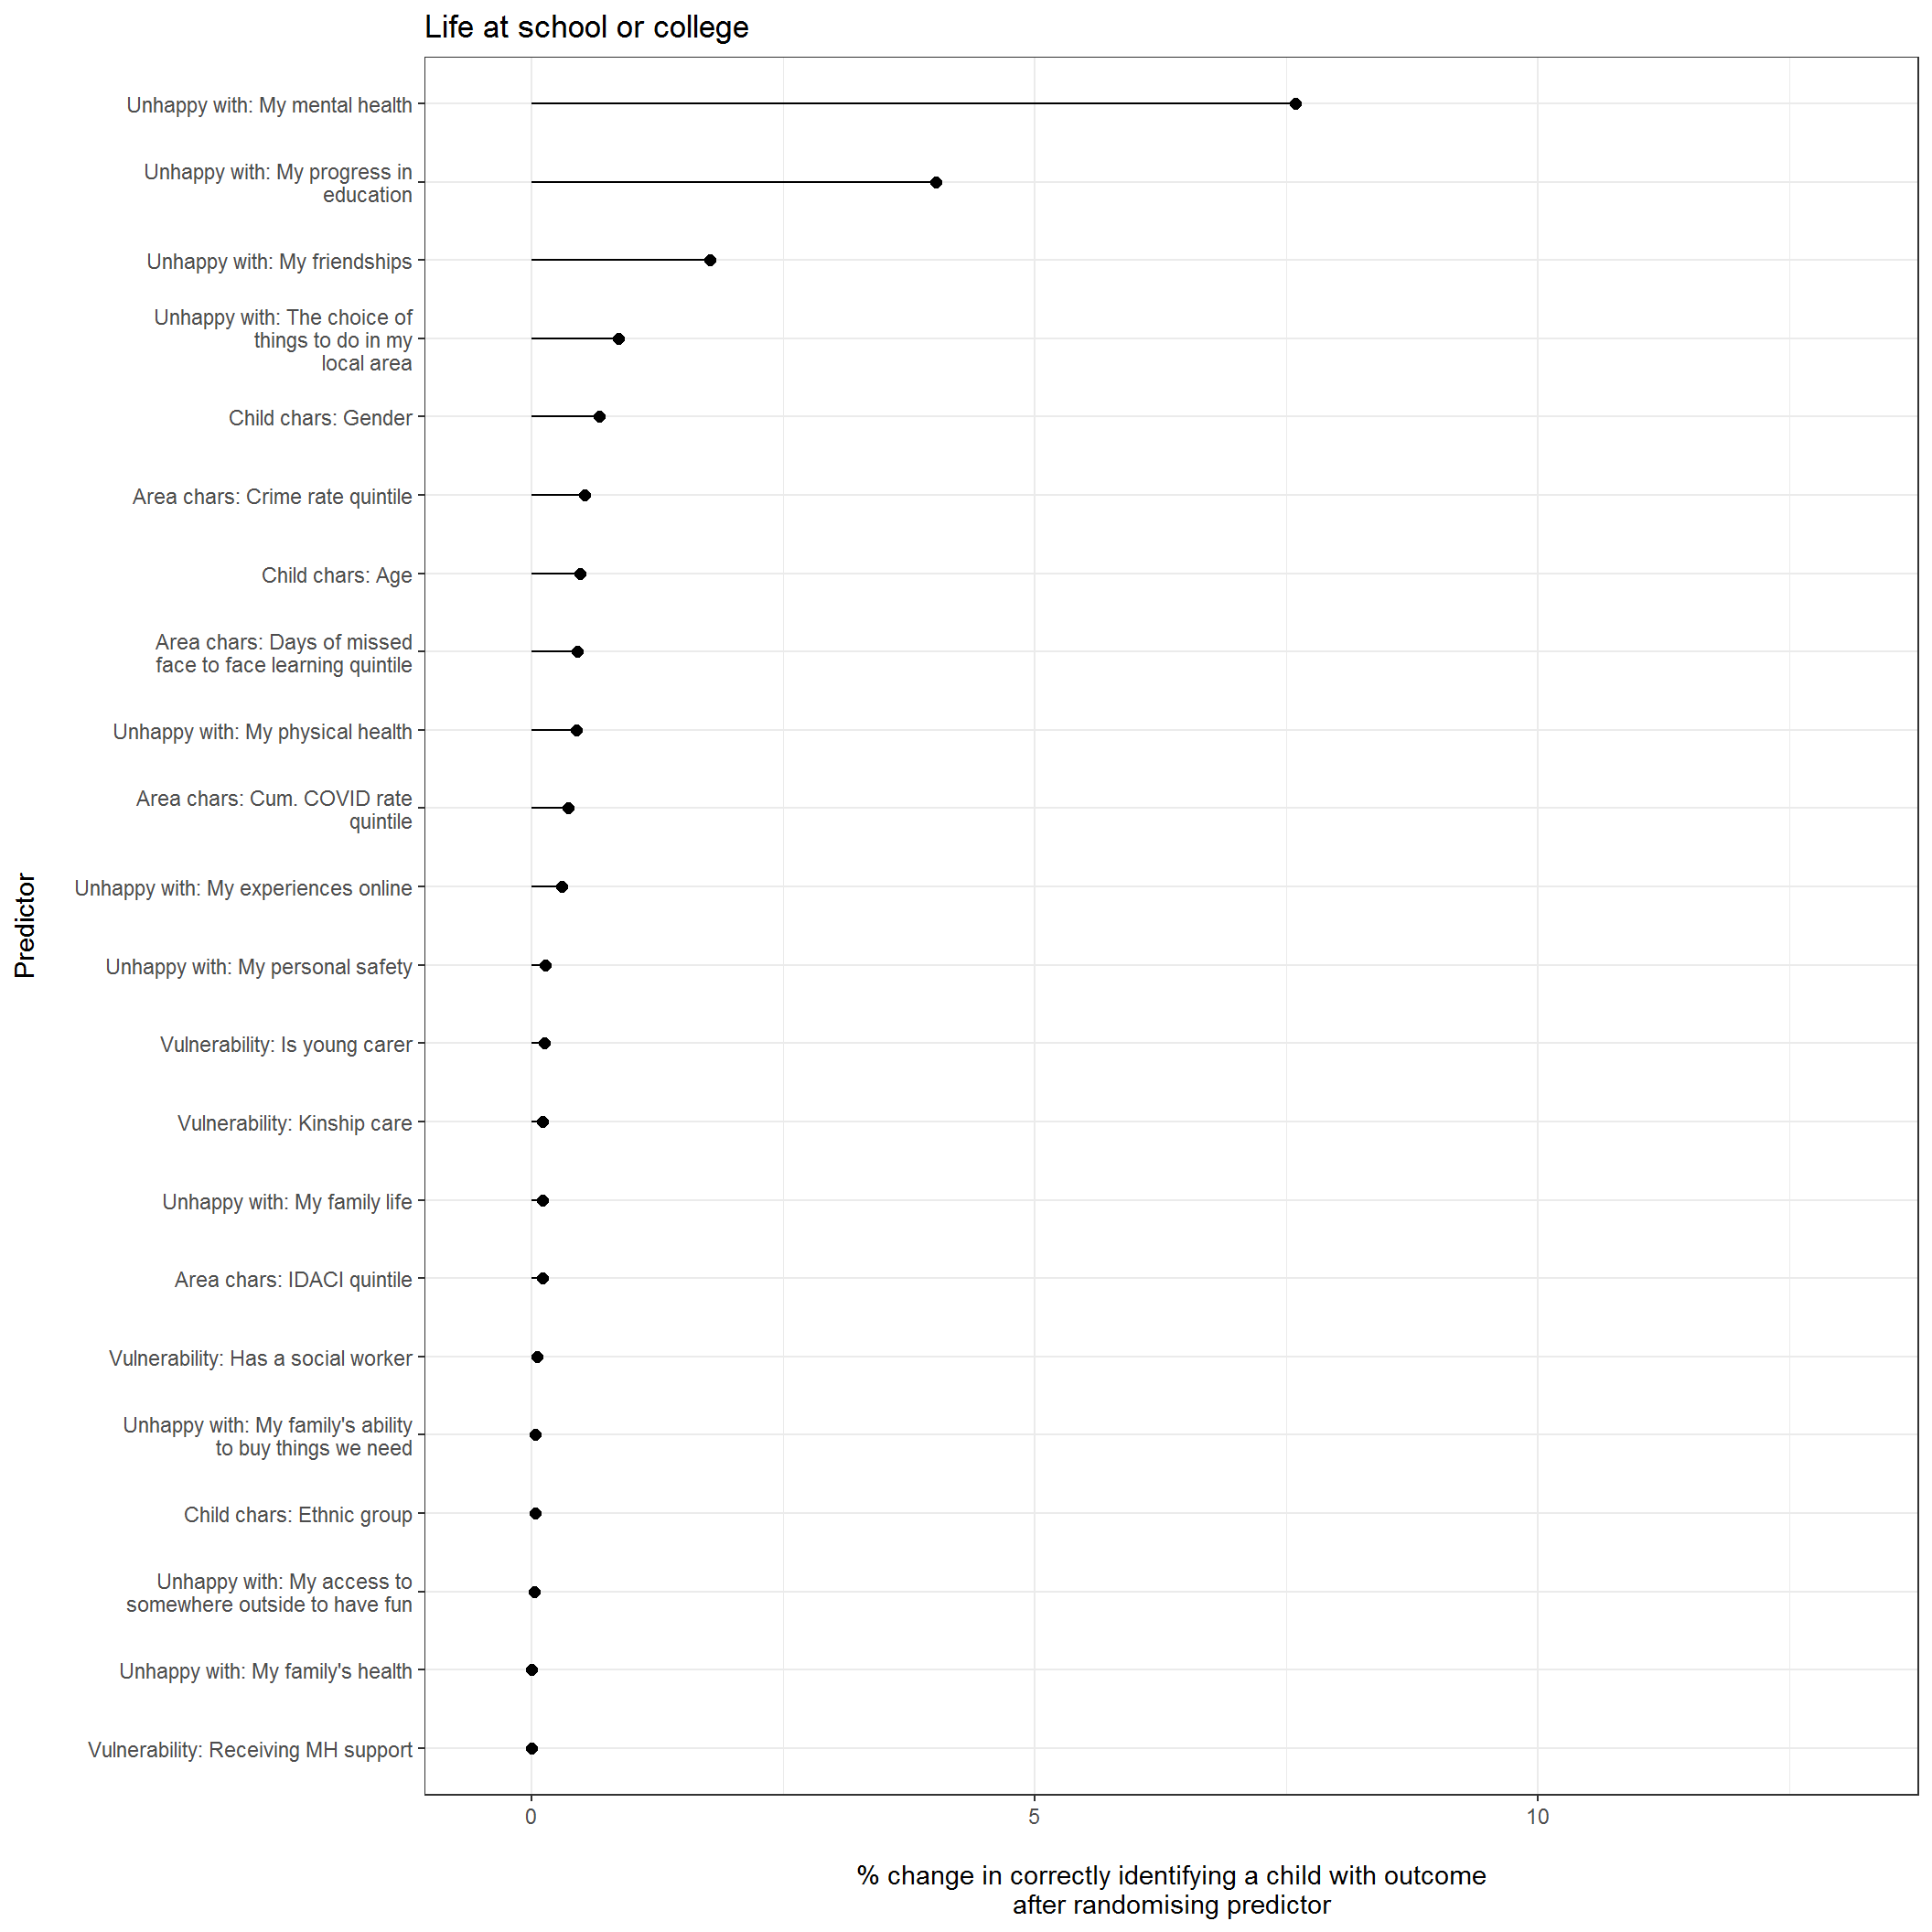 Life at school or college
Unhappy with: My mental health
Unhappy with: My progress in
education
Unhappy with: My friendships
Unhappy with: The choice of
things to do in my
local area
Child chars: Gender
Area chars: Crime rate quintile
Child chars: Age
Area chars: Days of missed
face to face learning quintile
Unhappy with: My physical health
Area chars: Cum. COVID rate
quintile
Unhappy with: My experiences online
Unhappy with: My personal safety
Vulnerability: Is young carer
Vulnerability: Kinship care
Unhappy with: My family life
Area chars: IDACI quintile
Vulnerability: Has a social worker
Unhappy with: My family's ability
to buy things we need
Child chars: Ethnic group
Unhappy with: My access to
somewhere outside to have fun
Unhappy with: My family's health
Vulnerability: Receiving MH support
Predictor
0
5
10
% change in correctly identifying a child with outcome
after randomising predictor